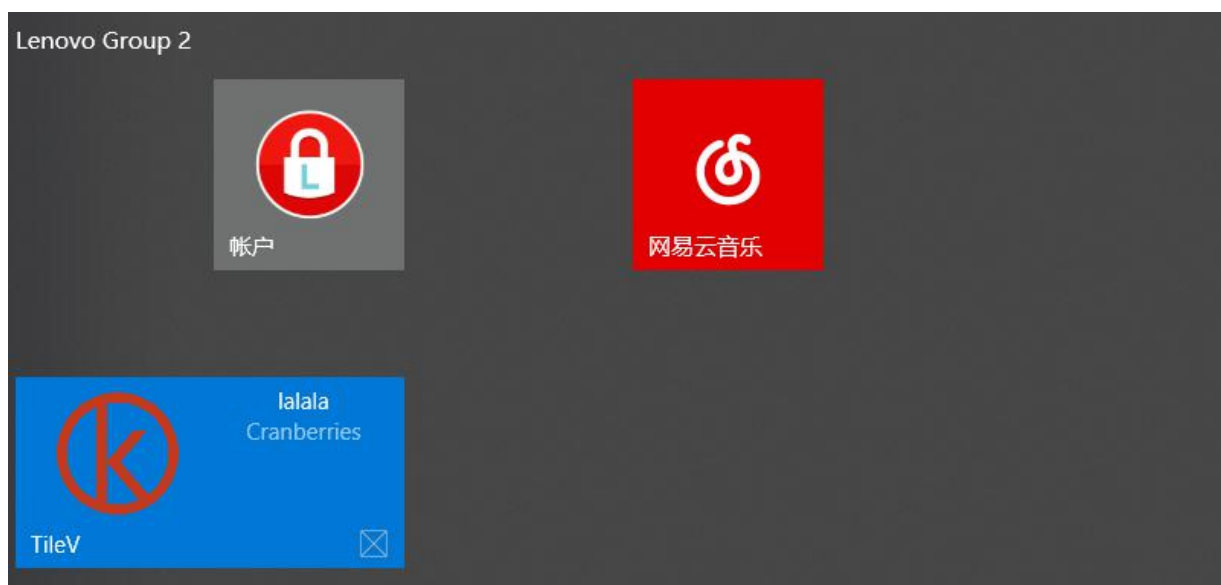 Lenovo Group 2
L
帐户
网易云音乐
k
lalala
Cranberries
TileV